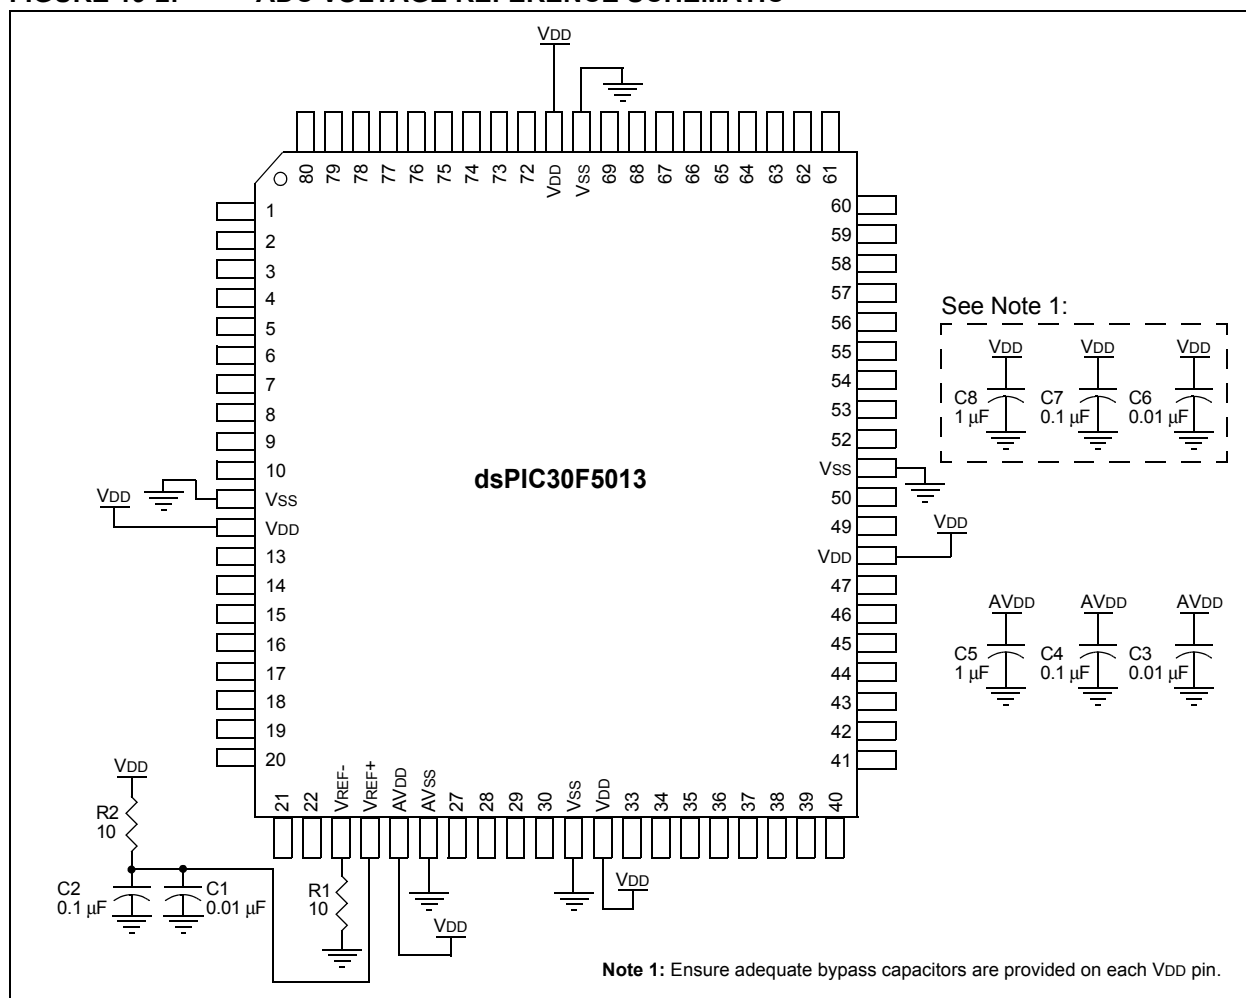 FIGURE
ADC VOLTAGE REFERENCE SCHEMATIC
VDD
80 79 78 77 76 75 74 73 72 VDD VSS 69 68 67 66 65 64 63 62 61
1
2
3
4
5
6
7
8
9
10
VSS
VDD
VDD
13
14
15
16
17
18
19
20
dsPIC30F5013
60
59
58
57
56
55
54
53
52
VSS
50
49
VDD
VDD
47
46
45
44
43
42
41
21 22 VREF- VREF+ AVDD AVSS 27 28 29 30 VSS VDD 33 34 35 36 37 38 39 40
See Note 1:
VDD VDD VDD
C8 C7 C6
1 µF 0.1 µF 0.01 µF
AVDD AVDD AVDD
C5 C4 C3
1 µF 0.1 µF 0.01 µF
VDD
R2
10
C2 C1
0.1 µF 0.01 µF
R1
10
VDD
VDD
Note 1: Ensure adequate bypass capacitors are provided on each VDD pin.